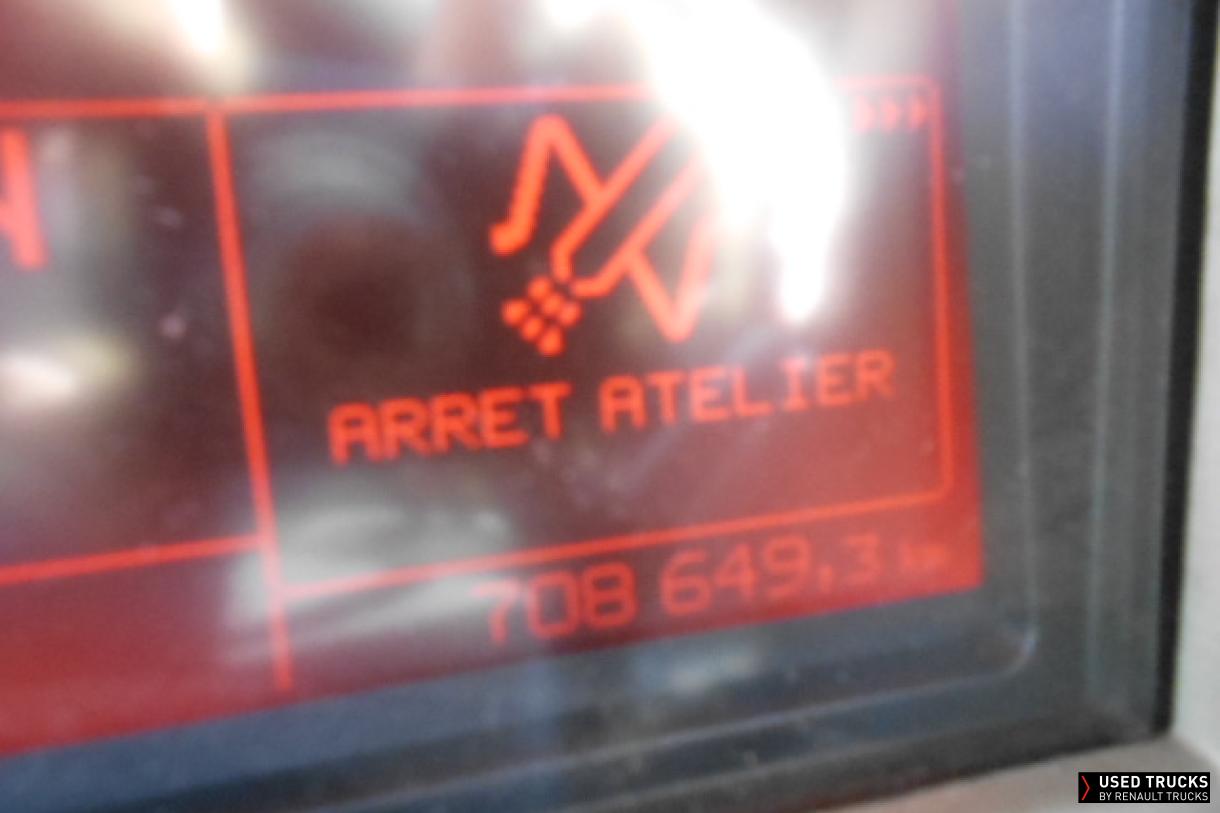 ARRET ATELIER
708 649,3 km
USED TRUCKS
BY RENAULT TRUCKS